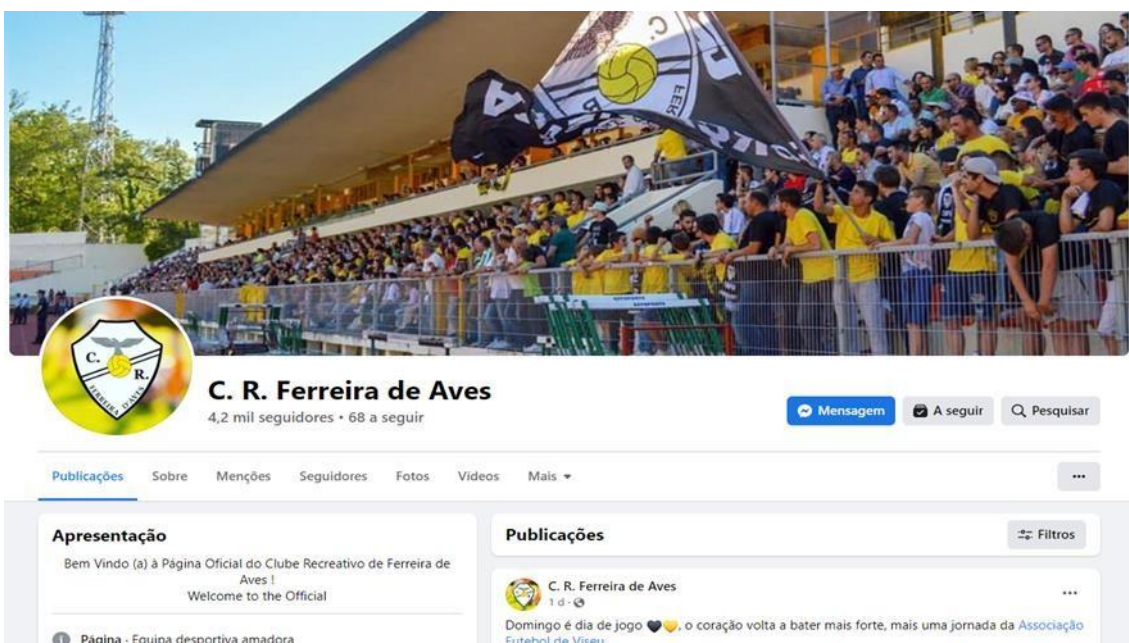 C.
FER
C.
R.
FERREIRA D'AVES
C. R. Ferreira de Aves
4,2 mil seguidores • 68 a seguir
Mensagem
A seguir
Pesquisar
Publicações Sobre Menções Seguidores Fotos Vídeos Mais
Apresentação
Bem Vindo (a) à Página Oficial do Clube Recreativo de Ferreira de
Aves !
Welcome to the Official
Página · Equipa desportiva amadora
Publicações
Filtros
C. R. Ferreira de Aves
1 d ·
Domingo é dia de jogo 🖤💛, o coração volta a bater mais forte, mais uma jornada da Associação
Futebol de Viseu